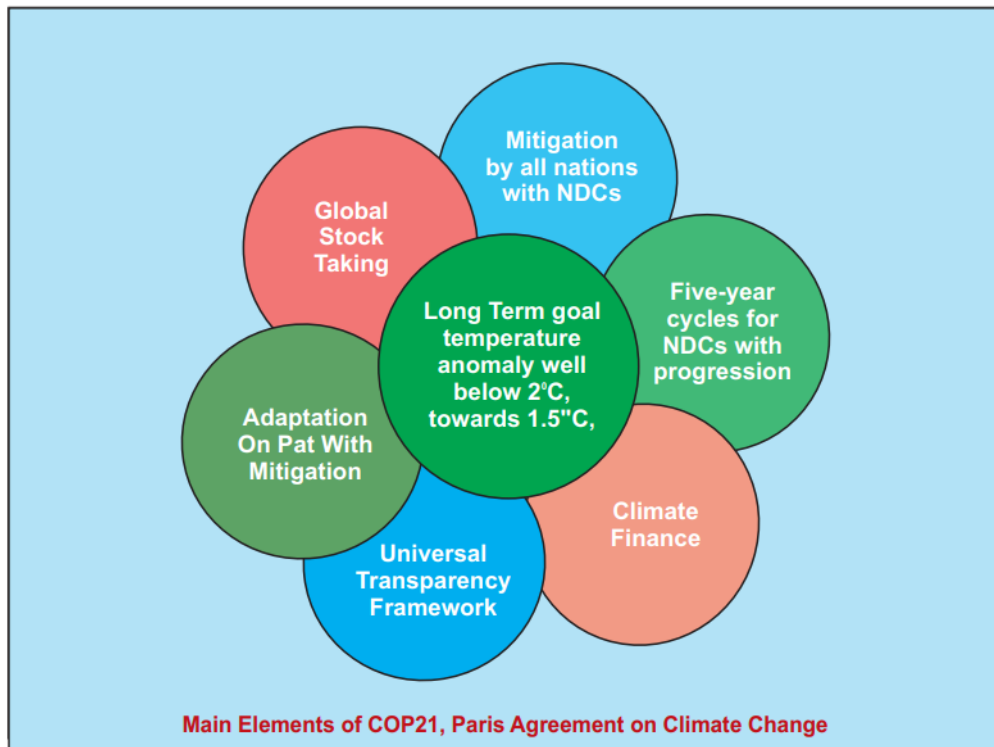 Mitigation
by all nations
with NDCs
Global
Stock
Taking
Five-year
cycles for
NDCs with
progression
Long Term goal
temperature
anomaly well
below 2°C,
towards 1.5"C,
Adaptation
On Pat With
Mitigation
Climate
Finance
Universal
Transparency
Framework
Main Elements of COP21, Paris Agreement on Climate Change